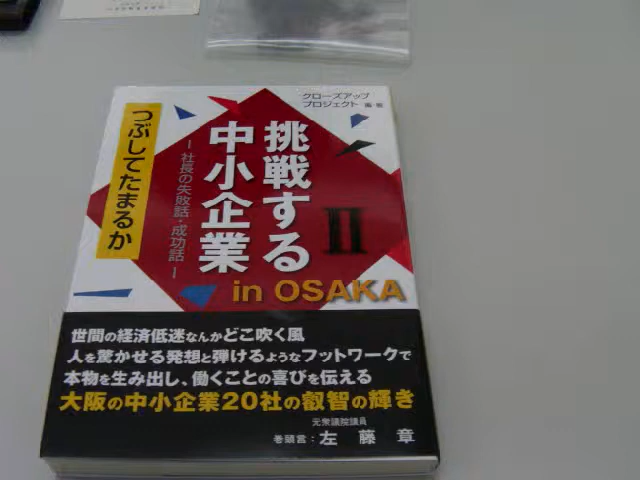 クローズアップ
プロジェクト 編・著
つぶしてたまるか
挑戦する
中小企業
II
― 社長の失敗話・成功話 ―
in OSAKA
世間の経済低迷なんかどこ吹く風
人を驚かせる発想と弾けるようなフットワークで
本物を生み出し、働くことの喜びを伝える
大阪の中小企業20社の叡智の輝き
元衆議院議員
巻頭言：左藤 章